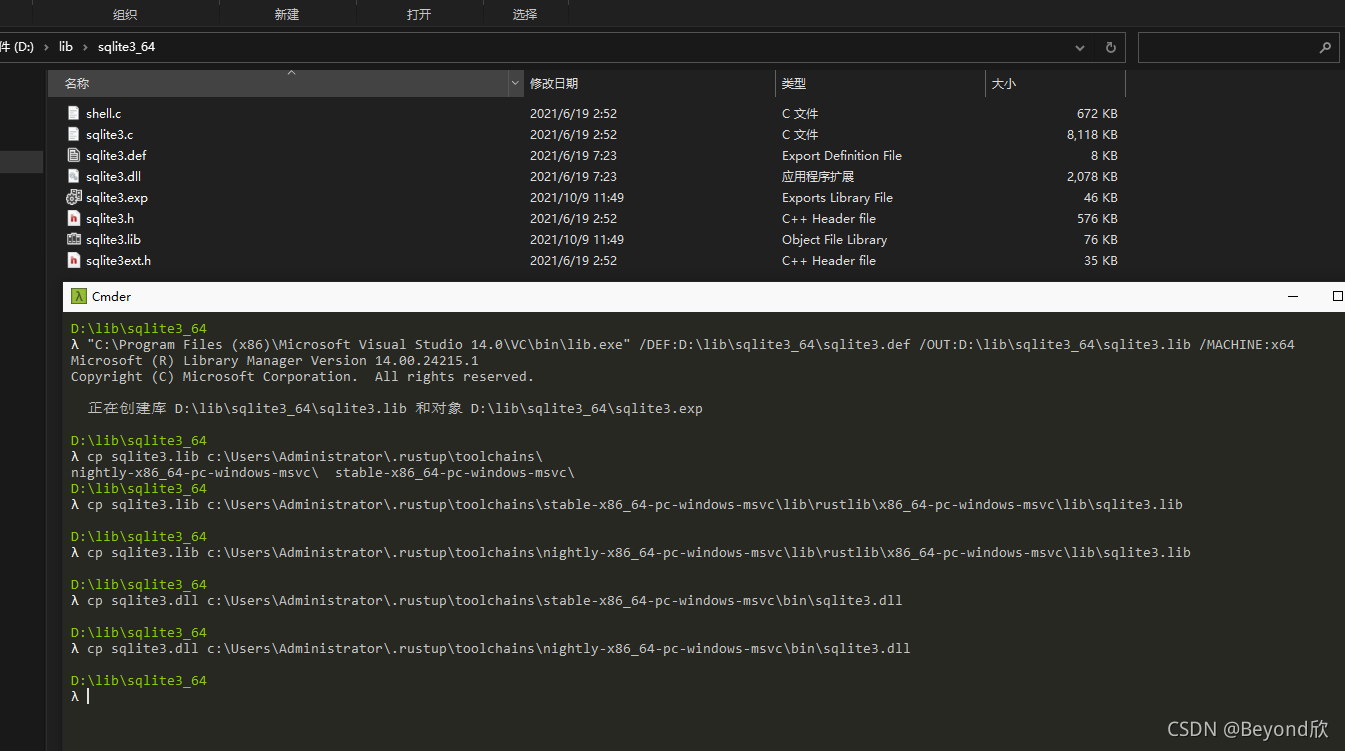 组织 新建 打开 选择
件 (D:) › lib › sqlite3_64
名称 修改日期 类型 大小
shell.c 2021/6/19 2:52 C 文件 672 KB
sqlite3.c 2021/6/19 2:52 C 文件 8,118 KB
sqlite3.def 2021/6/19 7:23 Export Definition File 8 KB
sqlite3.dll 2021/6/19 7:23 应用程序扩展 2,078 KB
sqlite3.exp 2021/10/9 11:49 Exports Library File 46 KB
sqlite3.h 2021/6/19 2:52 C++ Header file 576 KB
sqlite3.lib 2021/10/9 11:49 Object File Library 76 KB
sqlite3ext.h 2021/6/19 2:52 C++ Header file 35 KB
λ Cmder
D:\lib\sqlite3_64
λ "C:\Program Files (x86)\Microsoft Visual Studio 14.0\VC\bin\lib.exe" /DEF:D:\lib\sqlite3_64\sqlite3.def /OUT:D:\lib\sqlite3_64\sqlite3.lib /MACHINE:x64
Microsoft (R) Library Manager Version 14.00.24215.1
Copyright (C) Microsoft Corporation.  All rights reserved.
正在创建库 D:\lib\sqlite3_64\sqlite3.lib 和对象 D:\lib\sqlite3_64\sqlite3.exp
D:\lib\sqlite3_64
λ cp sqlite3.lib c:\Users\Administrator\.rustup\toolchains\
nightly-x86_64-pc-windows-msvc\  stable-x86_64-pc-windows-msvc\
D:\lib\sqlite3_64
λ cp sqlite3.lib c:\Users\Administrator\.rustup\toolchains\stable-x86_64-pc-windows-msvc\lib\rustlib\x86_64-pc-windows-msvc\lib\sqlite3.lib
D:\lib\sqlite3_64
λ cp sqlite3.lib c:\Users\Administrator\.rustup\toolchains\nightly-x86_64-pc-windows-msvc\lib\rustlib\x86_64-pc-windows-msvc\lib\sqlite3.lib
D:\lib\sqlite3_64
λ cp sqlite3.dll c:\Users\Administrator\.rustup\toolchains\stable-x86_64-pc-windows-msvc\bin\sqlite3.dll
D:\lib\sqlite3_64
λ cp sqlite3.dll c:\Users\Administrator\.rustup\toolchains\nightly-x86_64-pc-windows-msvc\bin\sqlite3.dll
D:\lib\sqlite3_64
λ
CSDN @Beyond欣